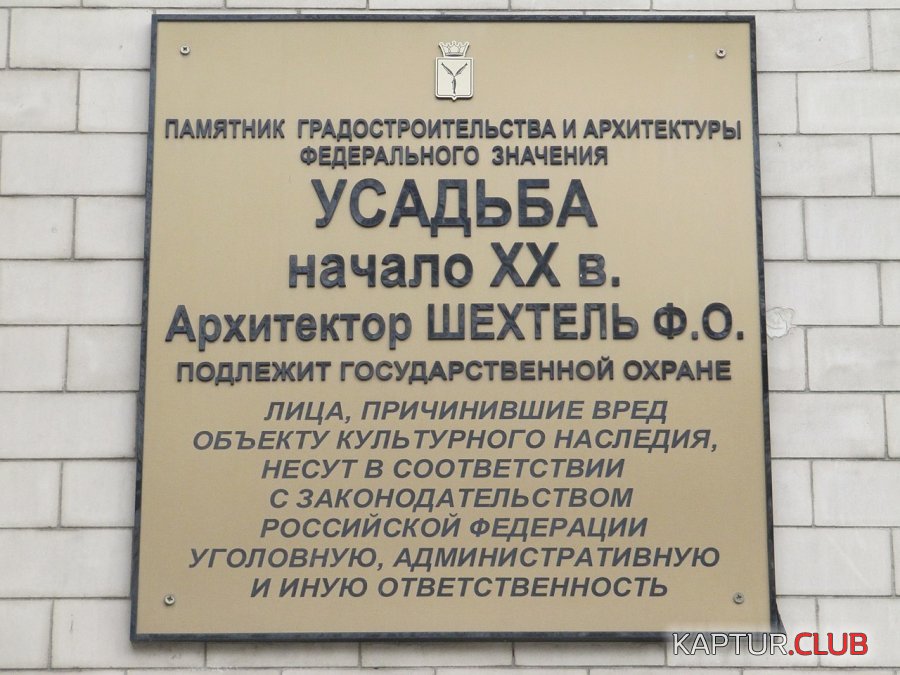 ПАМЯТНИК ГРАДОСТРОИТЕЛЬСТВА И АРХИТЕКТУРЫ
ФЕДЕРАЛЬНОГО ЗНАЧЕНИЯ
УСАДЬБА
начало XX в.
Архитектор ШЕХТЕЛЬ Ф.О.
ПОДЛЕЖИТ ГОСУДАРСТВЕННОЙ ОХРАНЕ
ЛИЦА, ПРИЧИНИВШИЕ ВРЕД
ОБЪЕКТУ КУЛЬТУРНОГО НАСЛЕДИЯ,
НЕСУТ В СООТВЕТСТВИИ
С ЗАКОНОДАТЕЛЬСТВОМ
РОССИЙСКОЙ ФЕДЕРАЦИИ
УГОЛОВНУЮ, АДМИНИСТРАТИВНУЮ
И ИНУЮ ОТВЕТСТВЕННОСТЬ
KAPTUR.CLUB